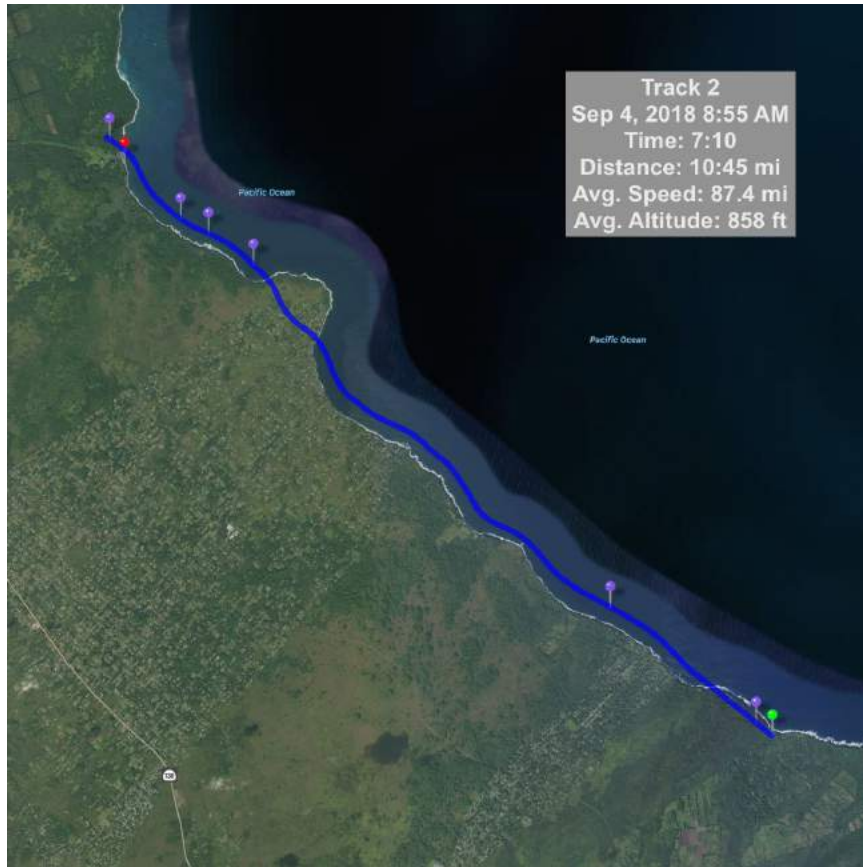 Track 2
Sep 4, 2018 8:55 AM
Time: 7:10
Distance: 10:45 mi
Avg. Speed: 87.4 mi
Avg. Altitude: 858 ft
Pacific Ocean
Pacific Ocean